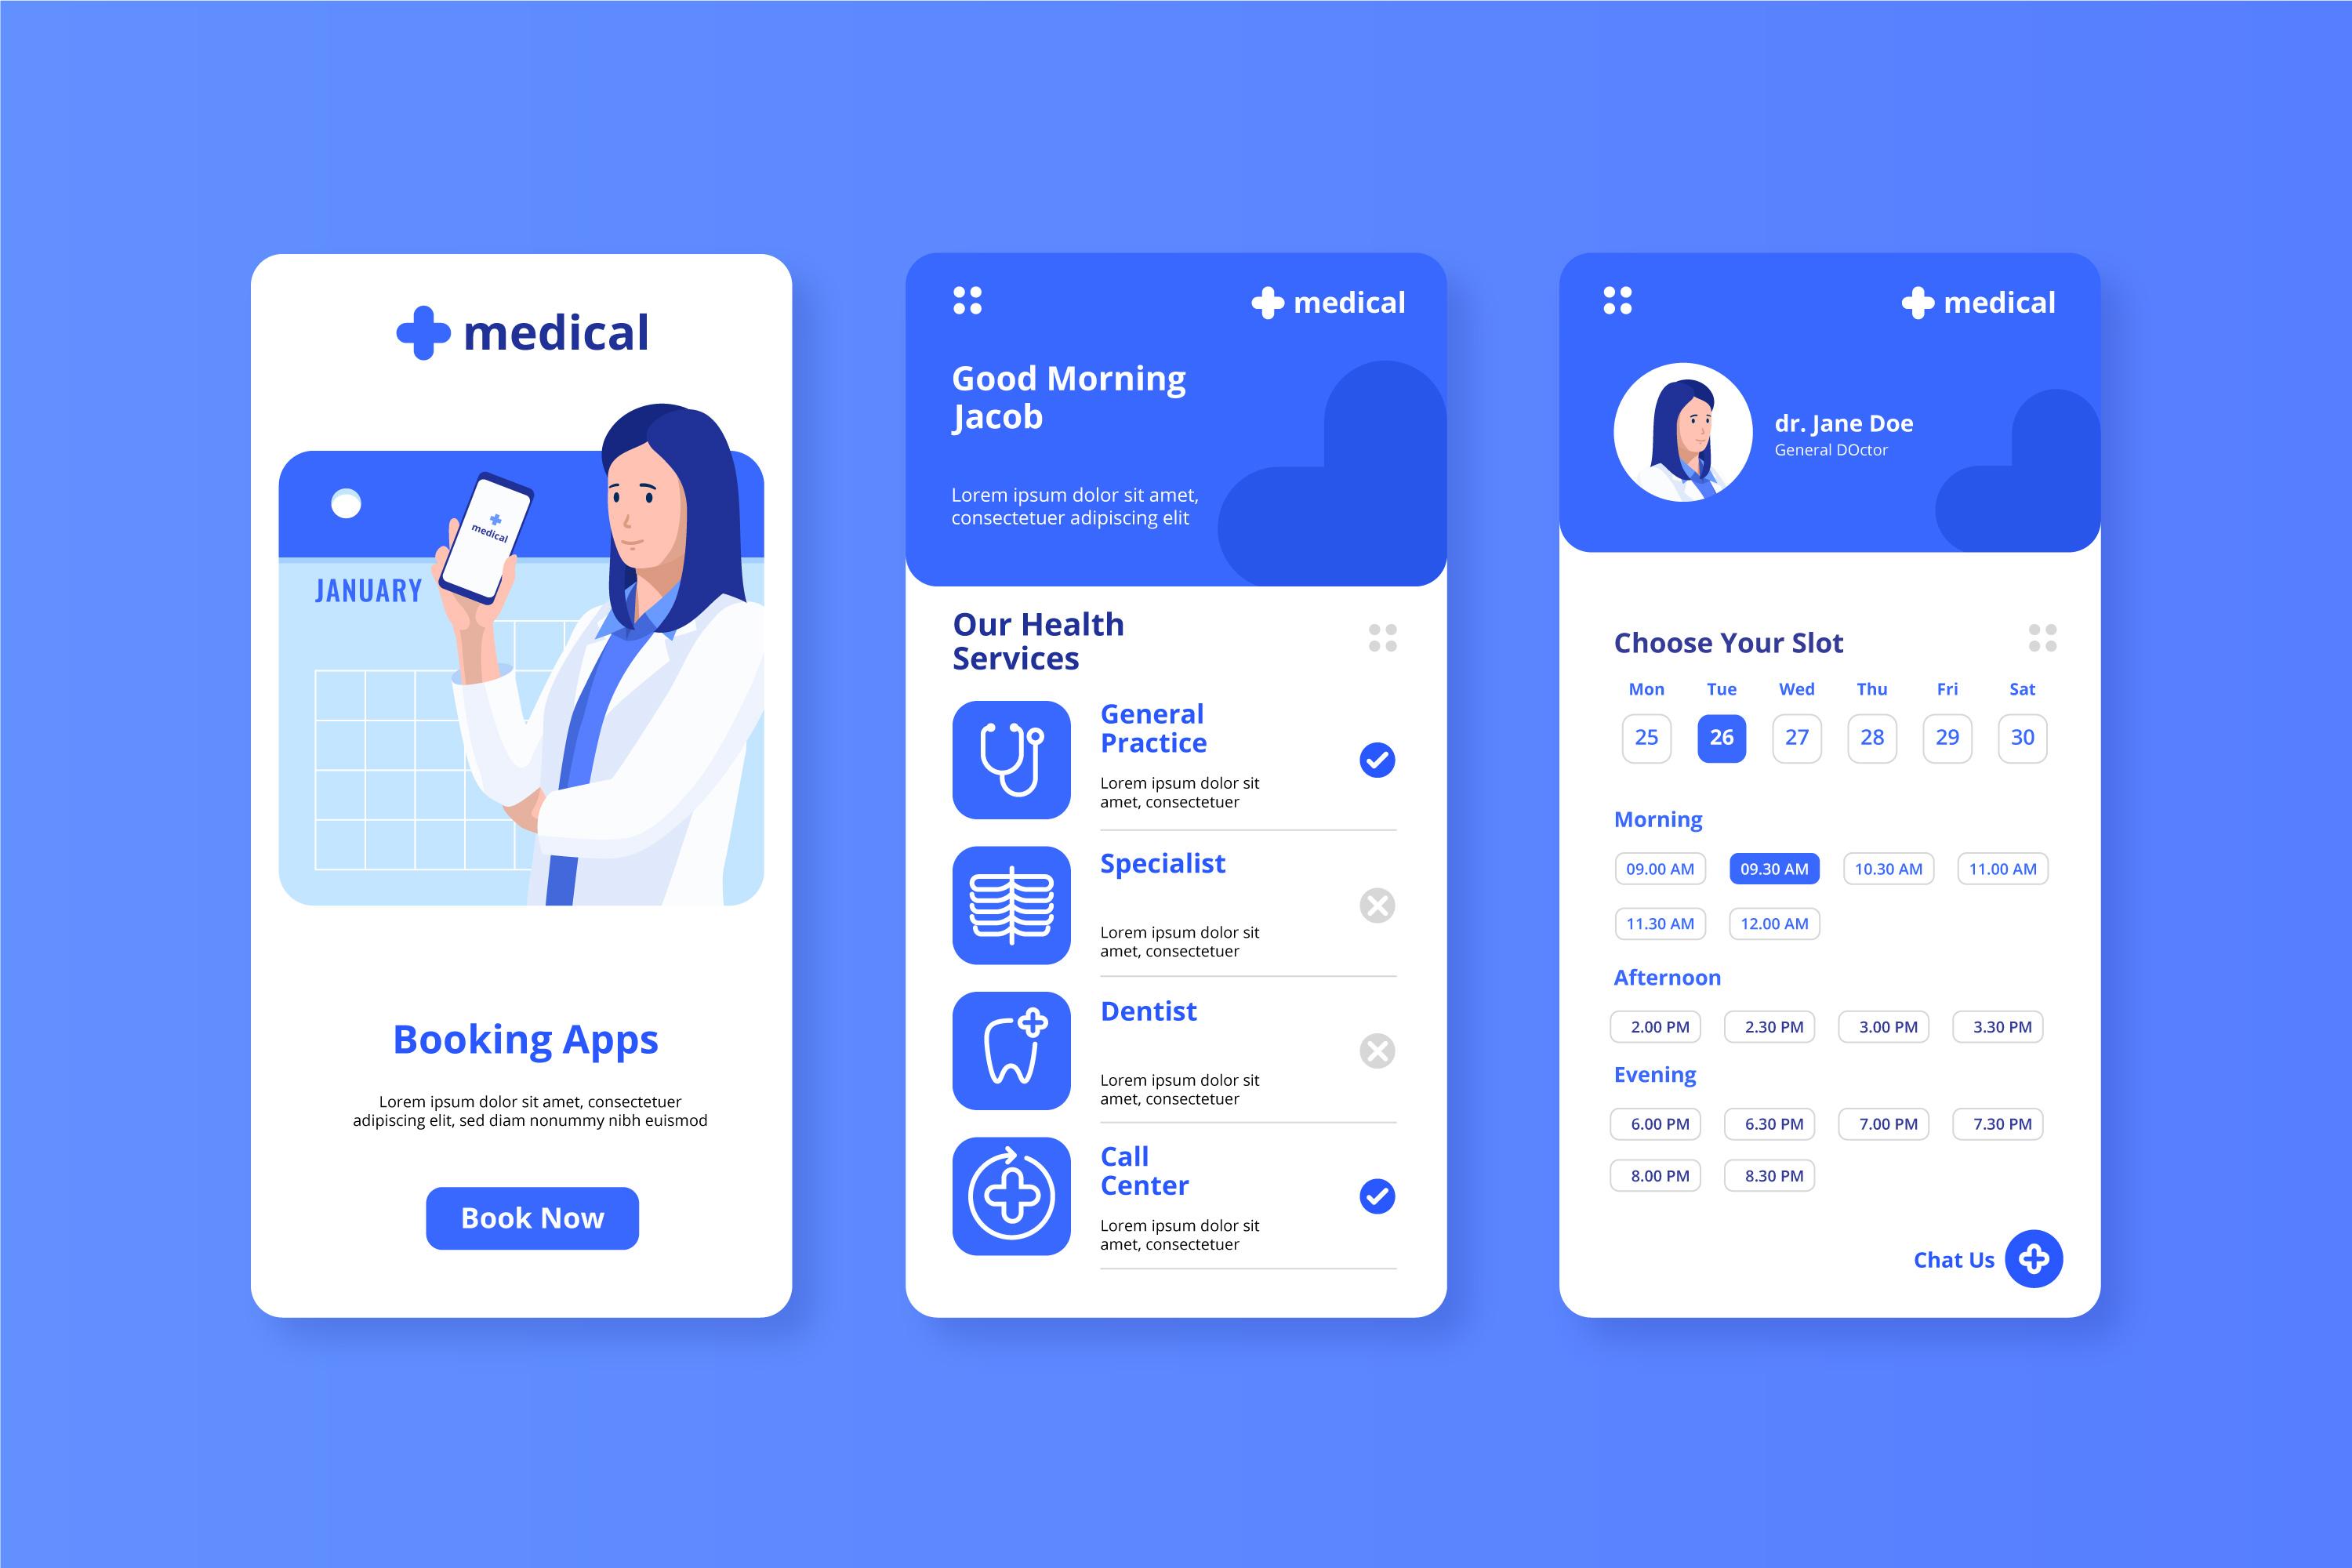 medical
medical
JANUARY
Booking Apps
Lorem ipsum dolor sit amet, consectetuer
adipiscing elit, sed diam nonummy nibh euismod
Book Now
medical
Good Morning
Jacob
Lorem ipsum dolor sit amet,
consectetuer adipiscing elit
Our Health
Services
General
Practice
Lorem ipsum dolor sit
amet, consectetuer
Specialist
Lorem ipsum dolor sit
amet, consectetuer
Dentist
Lorem ipsum dolor sit
amet, consectetuer
Call
Center
Lorem ipsum dolor sit
amet, consectetuer
medical
dr. Jane Doe
General DOctor
Choose Your Slot
Mon Tue Wed Thu Fri Sat
25 26 27 28 29 30
Morning
09.00 AM 09.30 AM 10.30 AM 11.00 AM
11.30 AM 12.00 AM
Afternoon
2.00 PM 2.30 PM 3.00 PM 3.30 PM
Evening
6.00 PM 6.30 PM 7.00 PM 7.30 PM
8.00 PM 8.30 PM
Chat Us